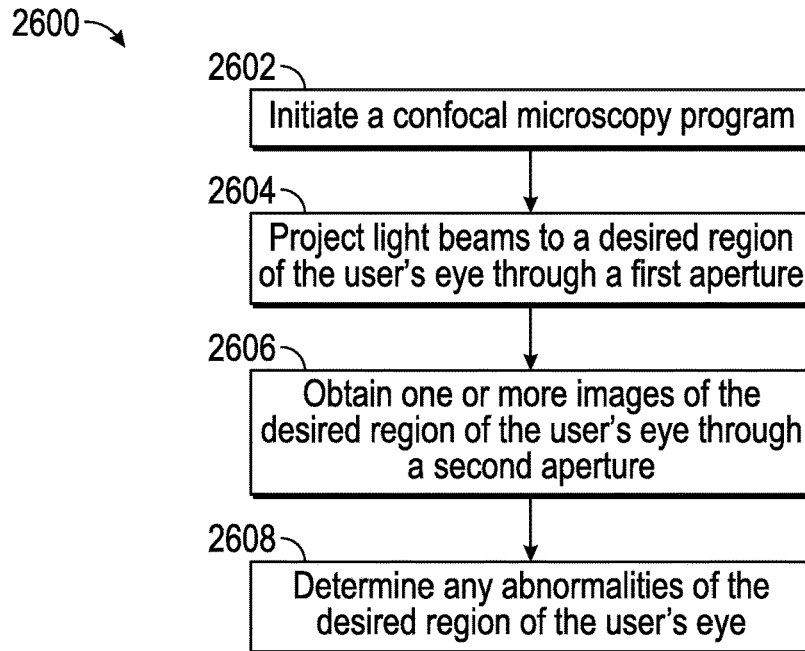 2600
2602
Initiate a confocal microscopy program
2604
Project light beams to a desired region
of the user's eye through a first aperture
2606
Obtain one or more images of the
desired region of the user's eye through
a second aperture
2608
Determine any abnormalities of the
desired region of the user's eye